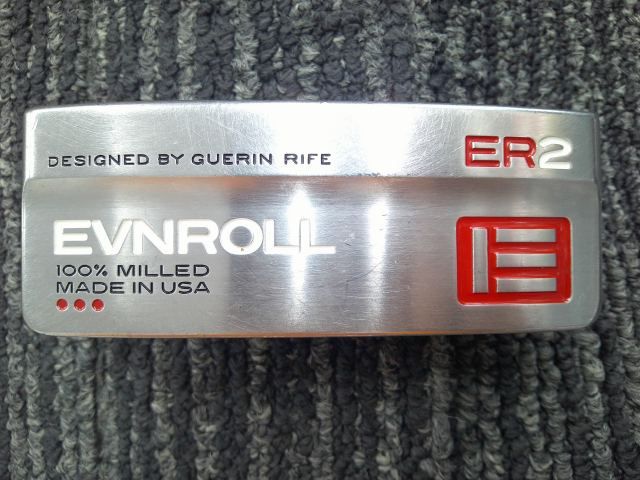 DESIGNED BY GUERIN RIFE
ER2
EVNROLL
100% MILLED
MADE IN USA